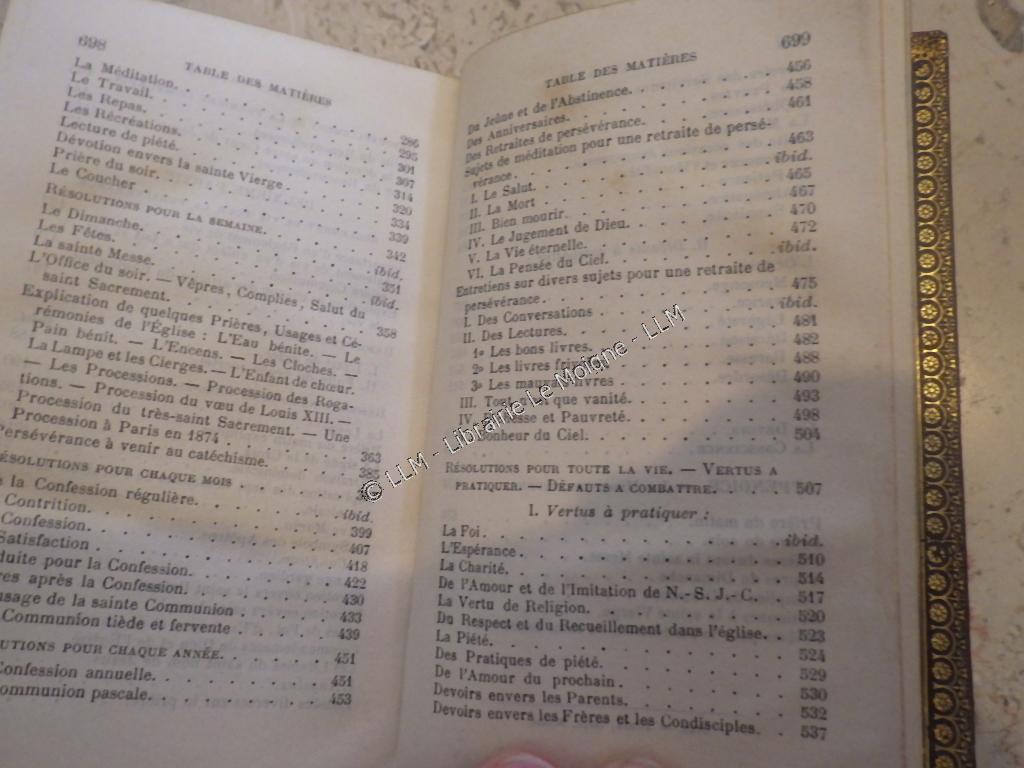 698
TABLE DES MATIÈRES
La Méditation. 286
Le Travail. 295
Les Repas. 301
Les Récréations. 307
Lecture de piété. 314
Dévotion envers la sainte Vierge 320
Prière du soir. 334
Le Coucher 339
RÉSOLUTIONS POUR LA SEMAINE. 342
Le Dimanche. ibid.
Les Fêtes. 351
La sainte Messe. ibid.
L'Office du soir. — Vêpres, Complies, Salut du
saint Sacrement. 358
Explication de quelques Prières, Usages et Cé-
rémonies de l'Église : L'Eau bénite. — Le
Pain bénit. — L'Encens. — Les Cloches. —
La Lampe et les Cierges. — L'Enfant de chœur.
— Les Processions. — Procession des Roga-
tions. — Procession du vœu de Louis XIII. —
Procession du très-saint Sacrement. — Une
Procession à Paris en 1874 363
Persévérance à venir au catéchisme. 385
ÉSOLUTIONS POUR CHAQUE MOIS
la Confession régulière. ibid.
Contrition. 399
Confession. 407
Satisfaction 418
duite pour la Confession. 422
res après la Confession. 430
usage de la sainte Communion 433
Communion tiède et fervente 439
UTIONS POUR CHAQUE ANNÉE. 451
Confession annuelle. 451
ommunion pascale. 453
699
TABLE DES MATIÈRES
Du Jeûne et de l'Abstinence. 456
Des Anniversaires. 458
Des Retraites de persévérance. 461
Sujets de méditation pour une retraite de persé-
vérance. 463
I. Le Salut. ibid.
II. La Mort 465
III. Bien mourir. 467
IV. Le Jugement de Dieu. 470
V. La Vie éternelle. 472
VI. La Pensée du Ciel. ibid.
Entretiens sur divers sujets pour une retraite de
persévérance. 475
I. Des Conversations ibid.
II. Des Lectures. 481
1º Les bons livres. 482
2º Les livres 488
3º Les mauvais livres 490
III. Tout n'est que vanité. 493
IV. et Pauvreté. 498
Bonheur du Ciel. 504
RÉSOLUTIONS POUR TOUTE LA VIE. — VERTUS A
PRATIQUER. — DÉFAUTS A COMBATTRE. 507
I. Vertus à pratiquer :
La Foi. ibid.
L'Espérance. 510
La Charité. 514
De l'Amour et de l'Imitation de N.-S. J.-C. 517
La Vertu de Religion. 520
Du Respect et du Recueillement dans l'église. 523
La Piété. 524
Des Pratiques de piété. 529
De l'Amour du prochain. 530
Devoirs envers les Parents. 532
Devoirs envers les Frères et les Condisciples. 537
© LLM - Librairie Le Moigne - LLM